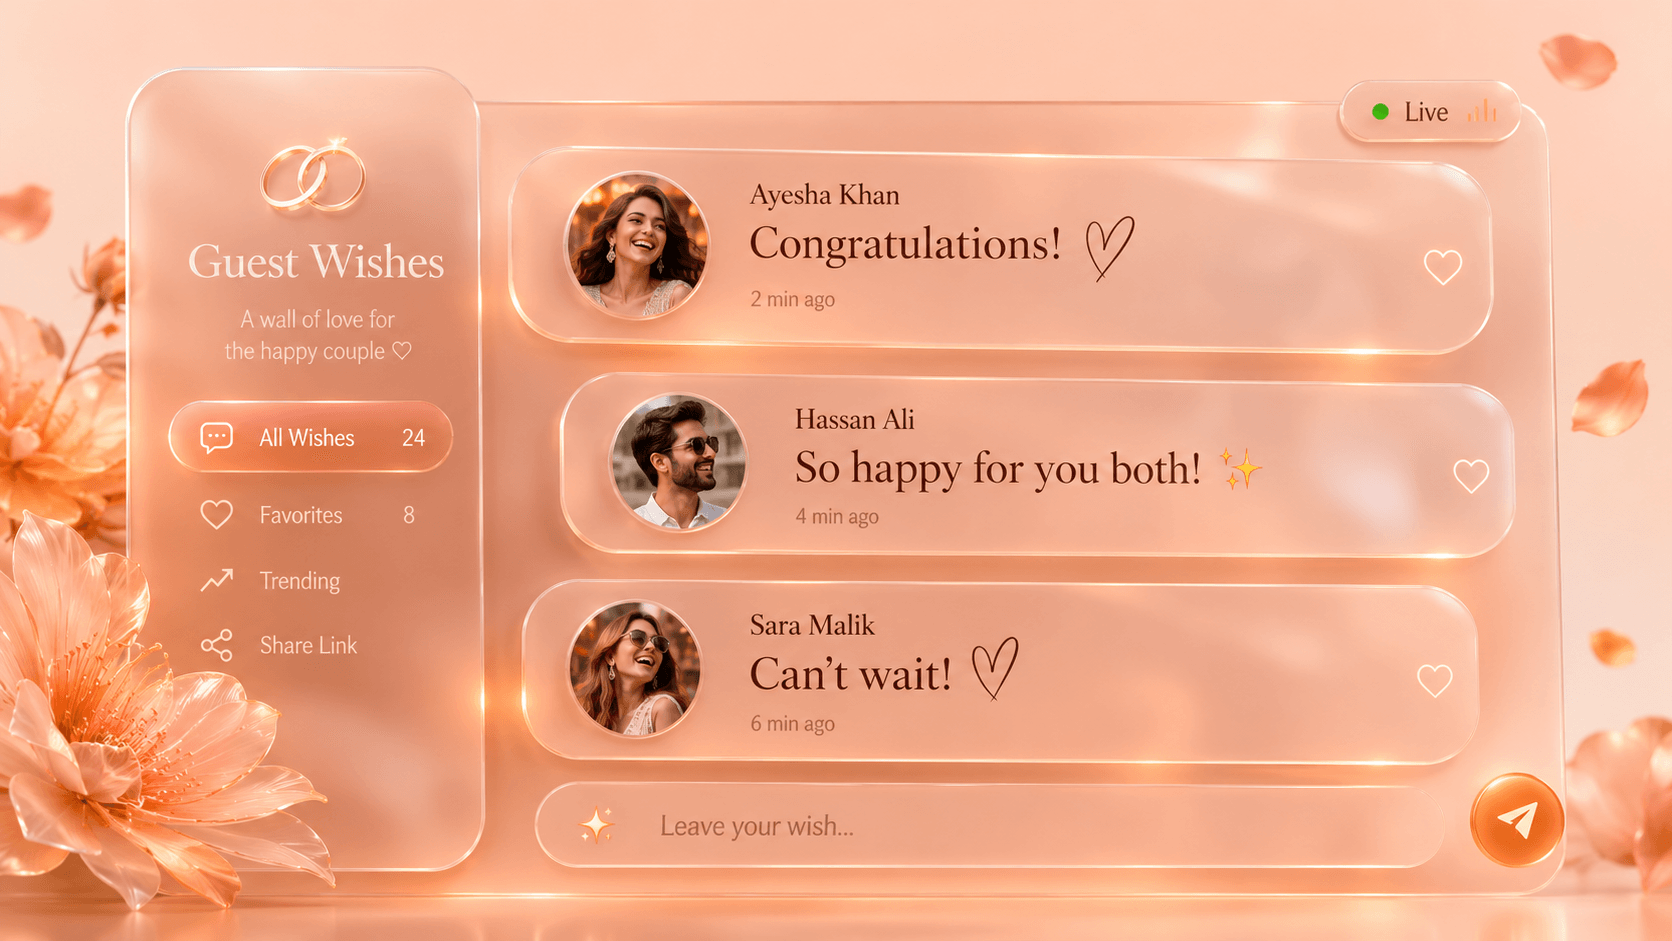 Guest Wishes
A wall of love for
the happy couple ♡
All Wishes 24
Favorites 8
Trending
Share Link
Live
Ayesha Khan
Congratulations!
2 min ago
Hassan Ali
So happy for you both! ✨
4 min ago
Sara Malik
Can’t wait!
6 min ago
Leave your wish...